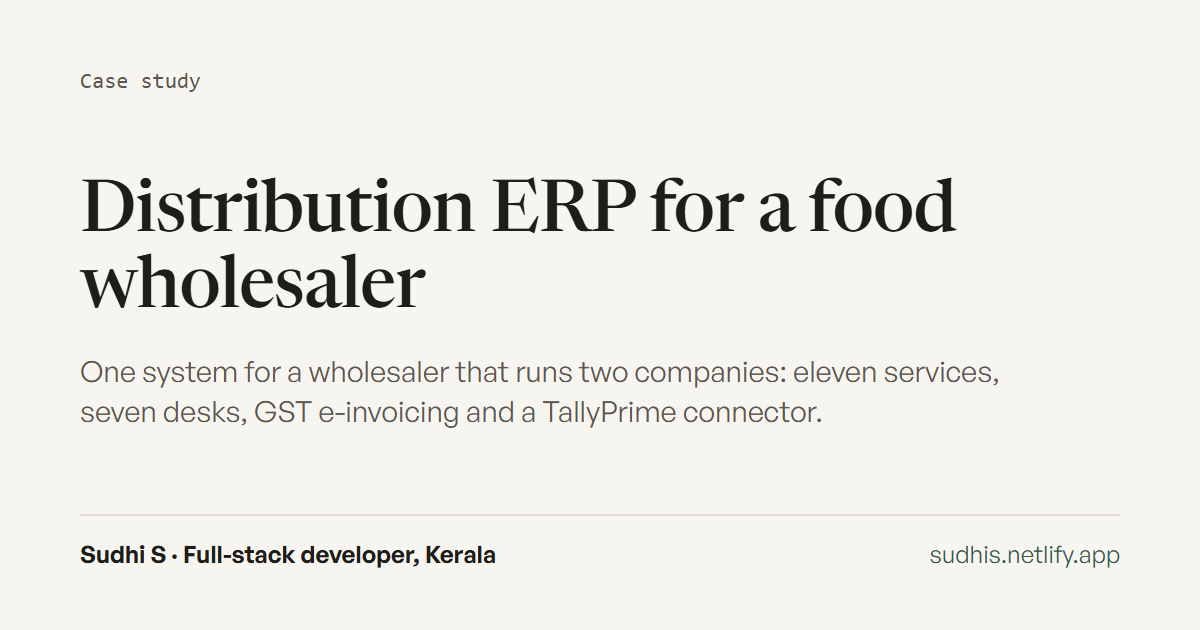 Case study
Distribution ERP for a food
wholesaler
One system for a wholesaler that runs two companies: eleven services,
seven desks, GST e-invoicing and a TallyPrime connector.
Sudhi S · Full-stack developer, Kerala
sudhis.netlify.app